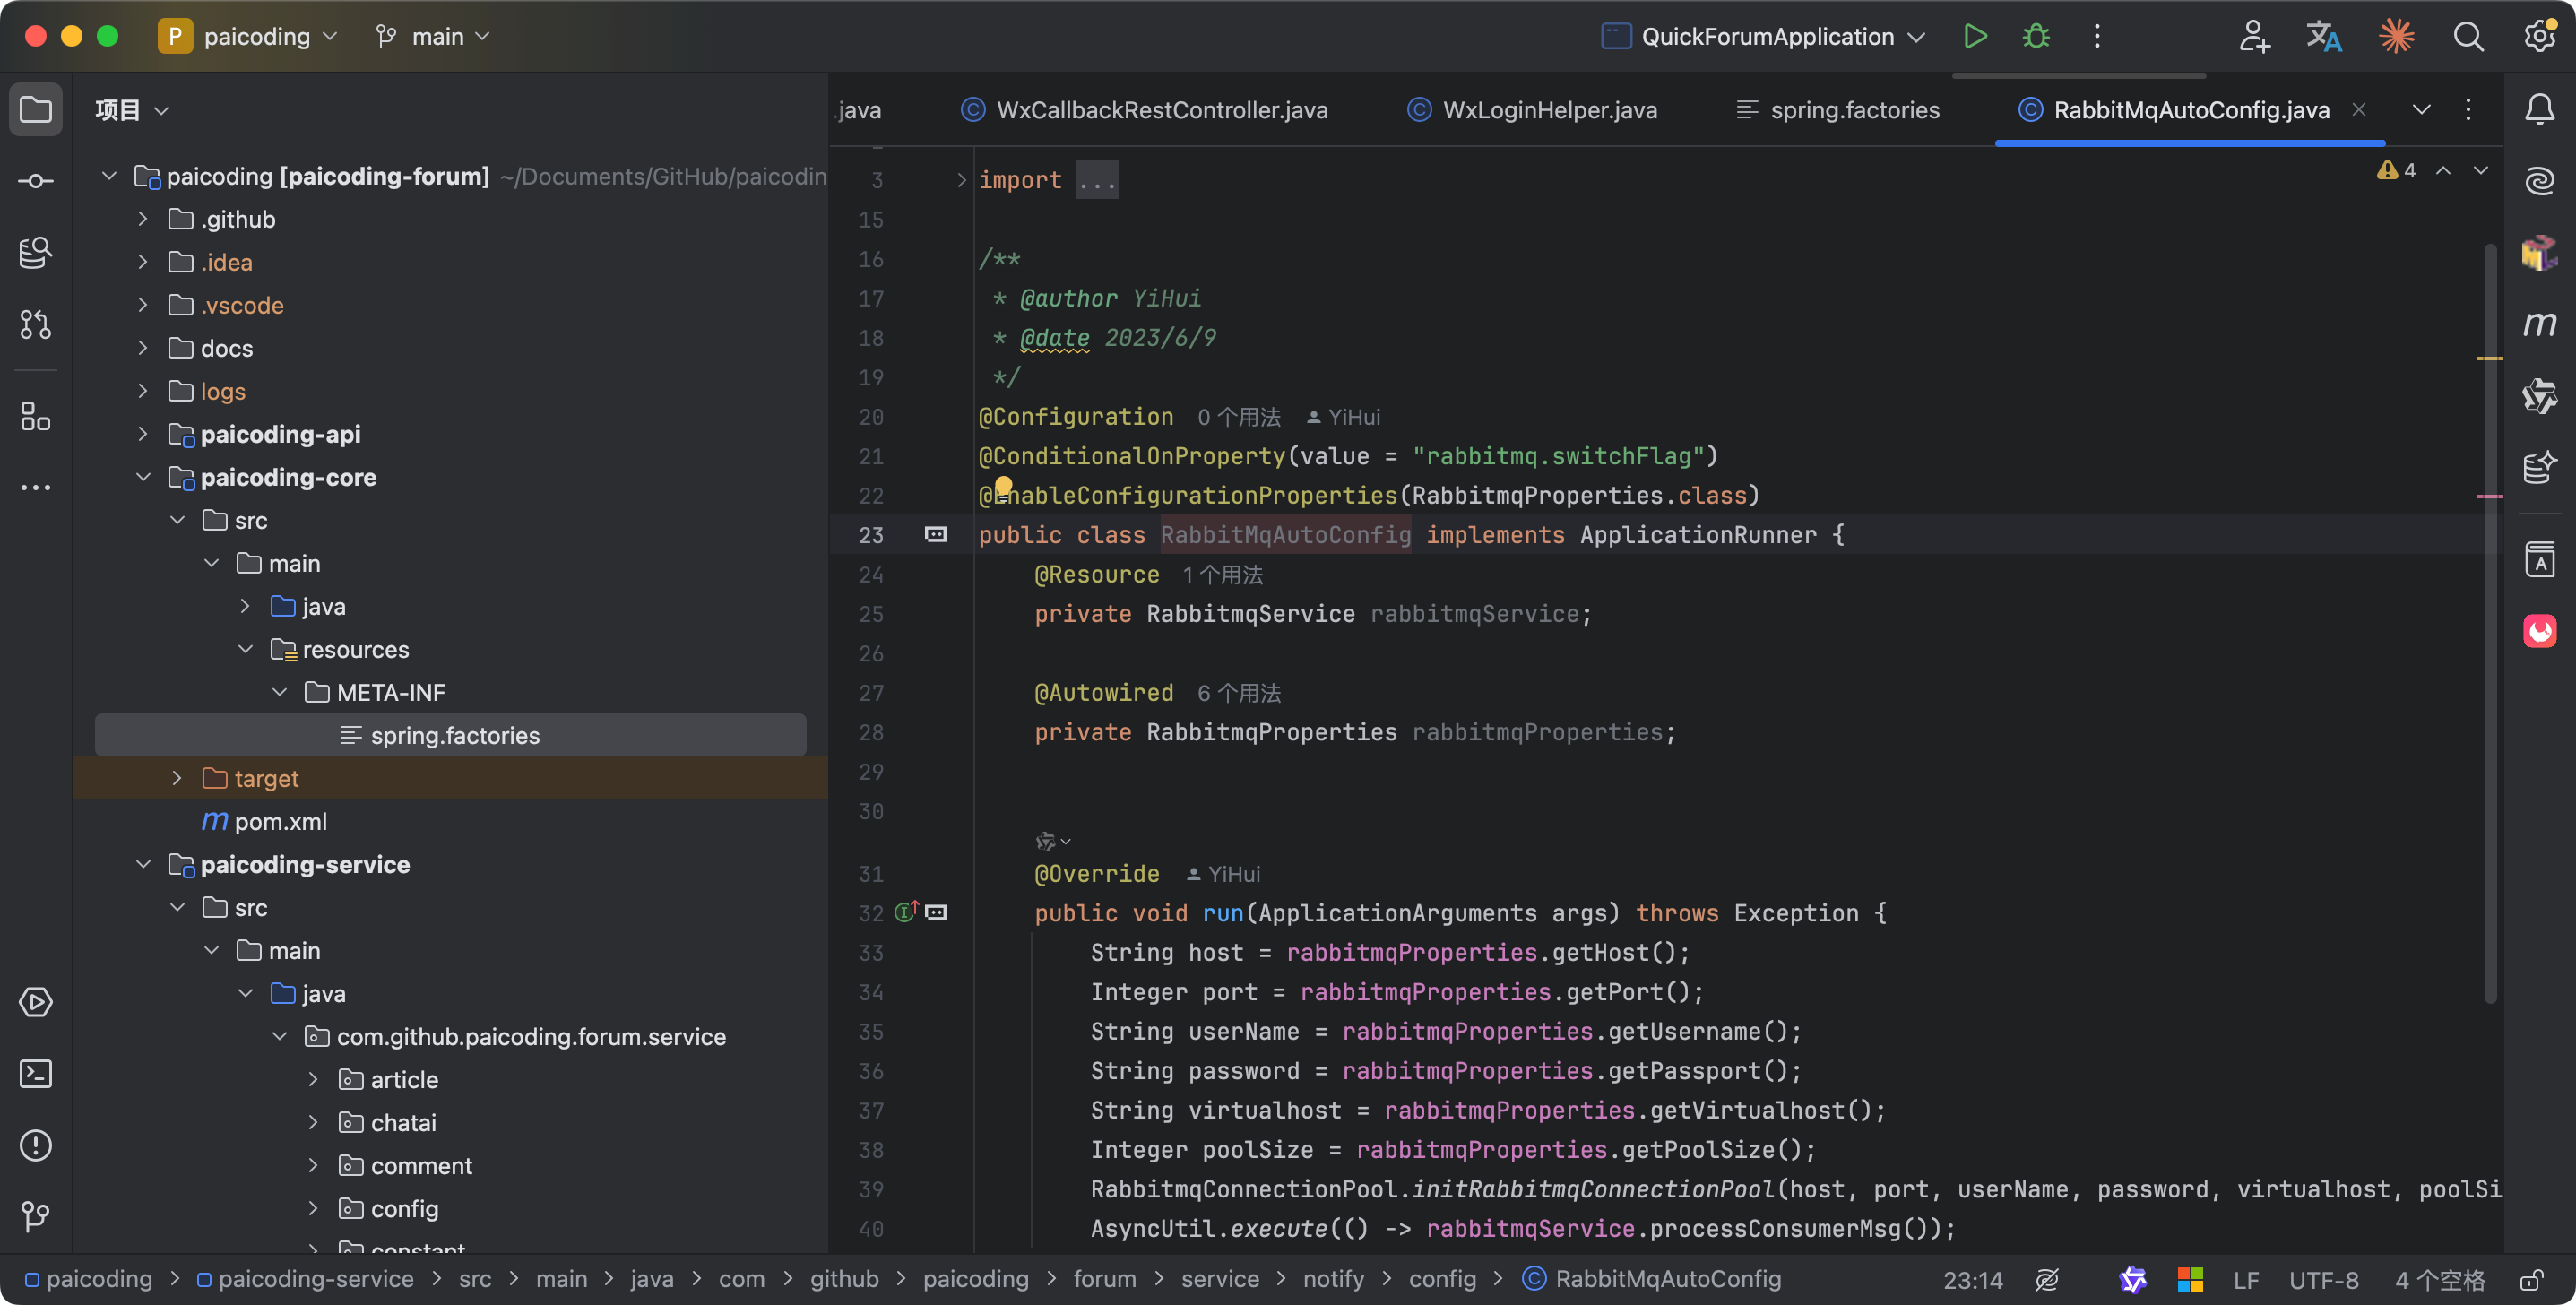 P paicoding main QuickForumApplication
项目
paicoding [paicoding-forum] ~/Documents/GitHub/paicodin
.github
.idea
.vscode
docs
logs
paicoding-api
paicoding-core
src
main
java
resources
META-INF
spring.factories
target
m pom.xml
paicoding-service
src
main
java
com.github.paicoding.forum.service
article
chatai
comment
config
constant
.java WxCallbackRestController.java WxLoginHelper.java spring.factories RabbitMqAutoConfig.java
4
3 import ...
15
16 /**
17 * @author YiHui
18 * @date 2023/6/9
19 */
20 @Configuration 0 个用法 YiHui
21 @ConditionalOnProperty(value = "rabbitmq.switchFlag")
22 @EnableConfigurationProperties(RabbitmqProperties.class)
23 public class RabbitMqAutoConfig implements ApplicationRunner {
24 @Resource 1 个用法
25 private RabbitmqService rabbitmqService;
26
27 @Autowired 6 个用法
28 private RabbitmqProperties rabbitmqProperties;
29
30
31 @Override YiHui
32 public void run(ApplicationArguments args) throws Exception {
33 String host = rabbitmqProperties.getHost();
34 Integer port = rabbitmqProperties.getPort();
35 String userName = rabbitmqProperties.getUsername();
36 String password = rabbitmqProperties.getPassport();
37 String virtualhost = rabbitmqProperties.getVirtualhost();
38 Integer poolSize = rabbitmqProperties.getPoolSize();
39 RabbitmqConnectionPool.initRabbitmqConnectionPool(host, port, userName, password, virtualhost, poolSi
40 AsyncUtil.execute(() -> rabbitmqService.processConsumerMsg());
paicoding > paicoding-service > src > main > java > com > github > paicoding > forum > service > notify > config > RabbitMqAutoConfig 23:14 LF UTF-8 4 个空格